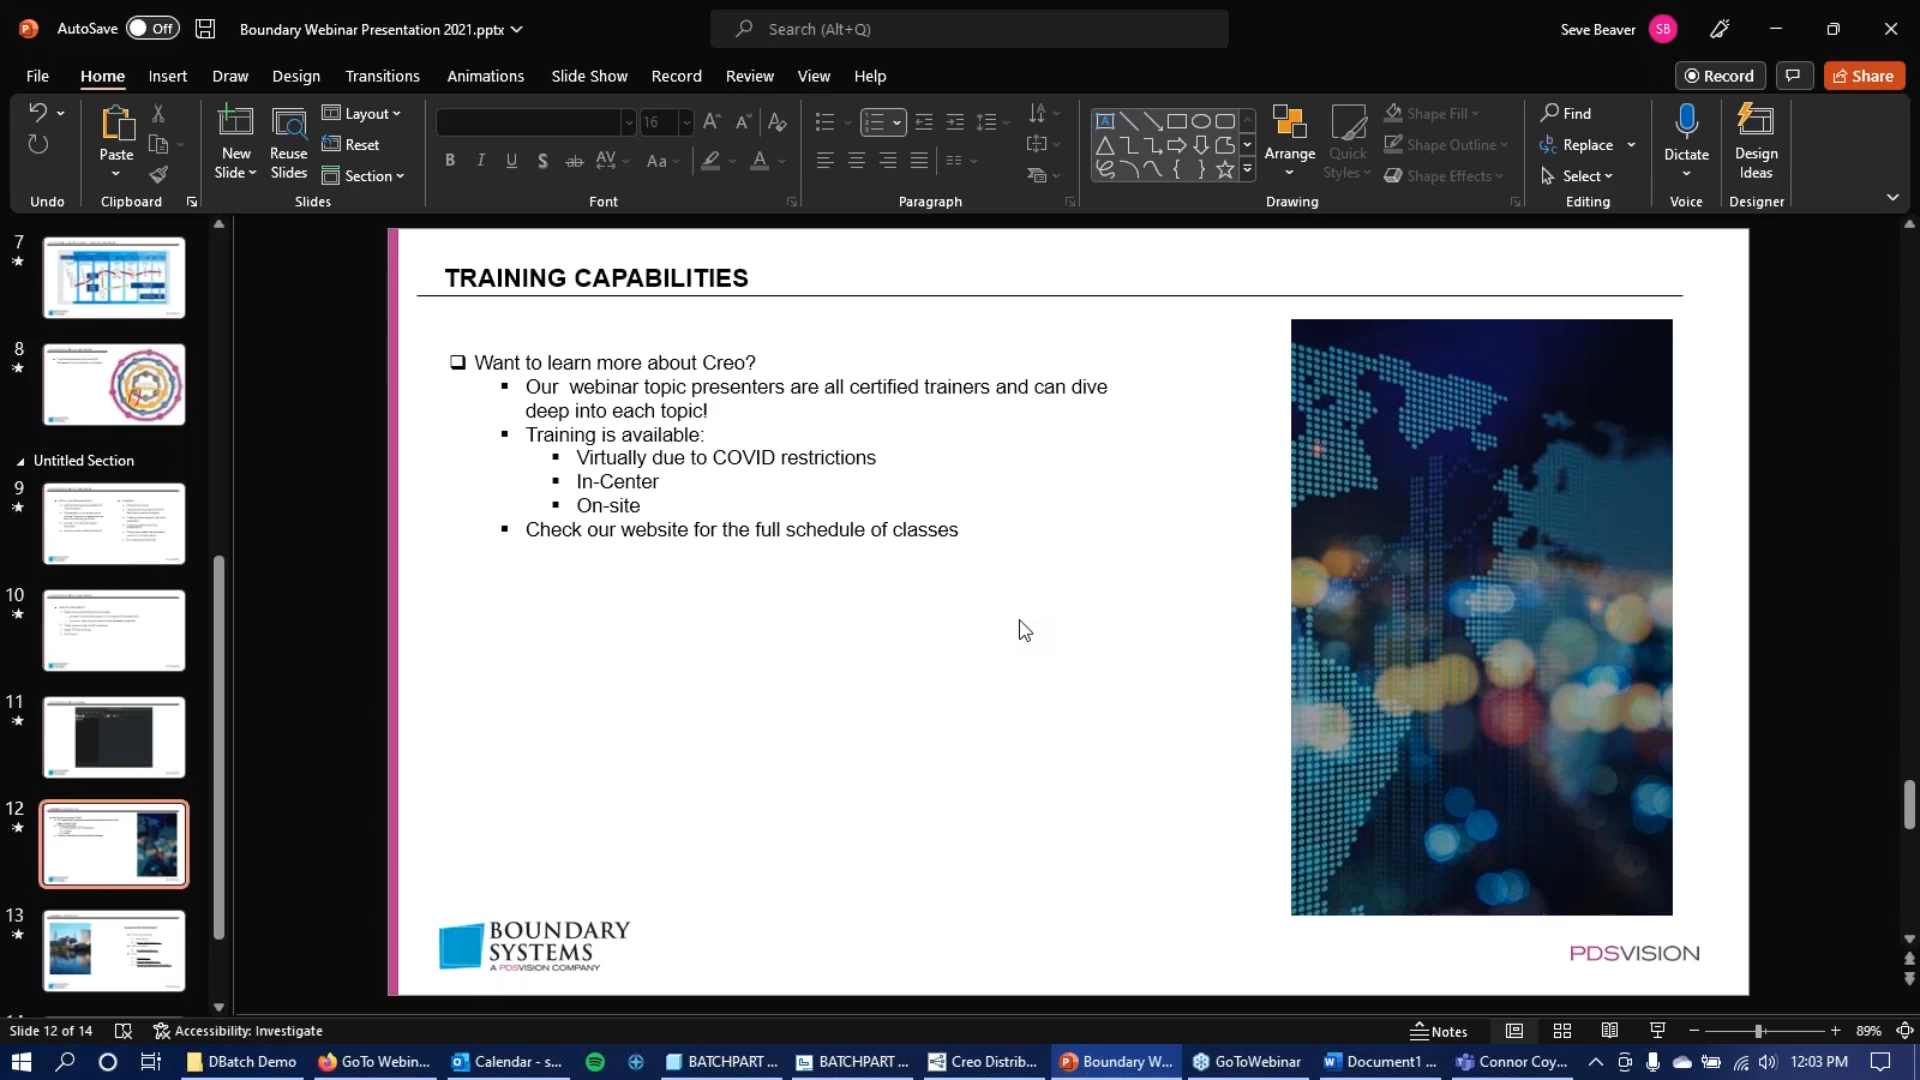 AutoSave Off Boundary Webinar Presentation 2021.pptx Search (Alt+Q) Seve Beaver SB
File Home Insert Draw Design Transitions Animations Slide Show Record Review View Help Record Share
Paste
New Slide
Reuse Slides
Layout
Reset
Section
16
Arrange
Quick Styles
Shape Fill
Shape Outline
Shape Effects
Find
Replace
Select
Dictate
Design Ideas
Undo Clipboard Slides Font Paragraph Drawing Editing Voice Designer
7
8
Untitled Section
9
10
11
12
13
TRAINING CAPABILITIES
Want to learn more about Creo?
Our webinar topic presenters are all certified trainers and can dive
deep into each topic!
Training is available:
Virtually due to COVID restrictions
In-Center
On-site
Check our website for the full schedule of classes
BOUNDARY
SYSTEMS
A PDSVISION COMPANY
PDSVISION
Slide 12 of 14 Accessibility: Investigate Notes 89%
DBatch Demo GoTo Webin... Calendar - s... BATCHPART ... BATCHPART ... Creo Distrib... Boundary W... GoToWebinar Document1 ... Connor Coy... 12:03 PM